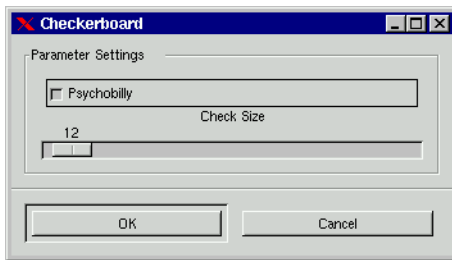 Checkerboard
Parameter Settings
Psychobilly
Check Size
12
OK
Cancel